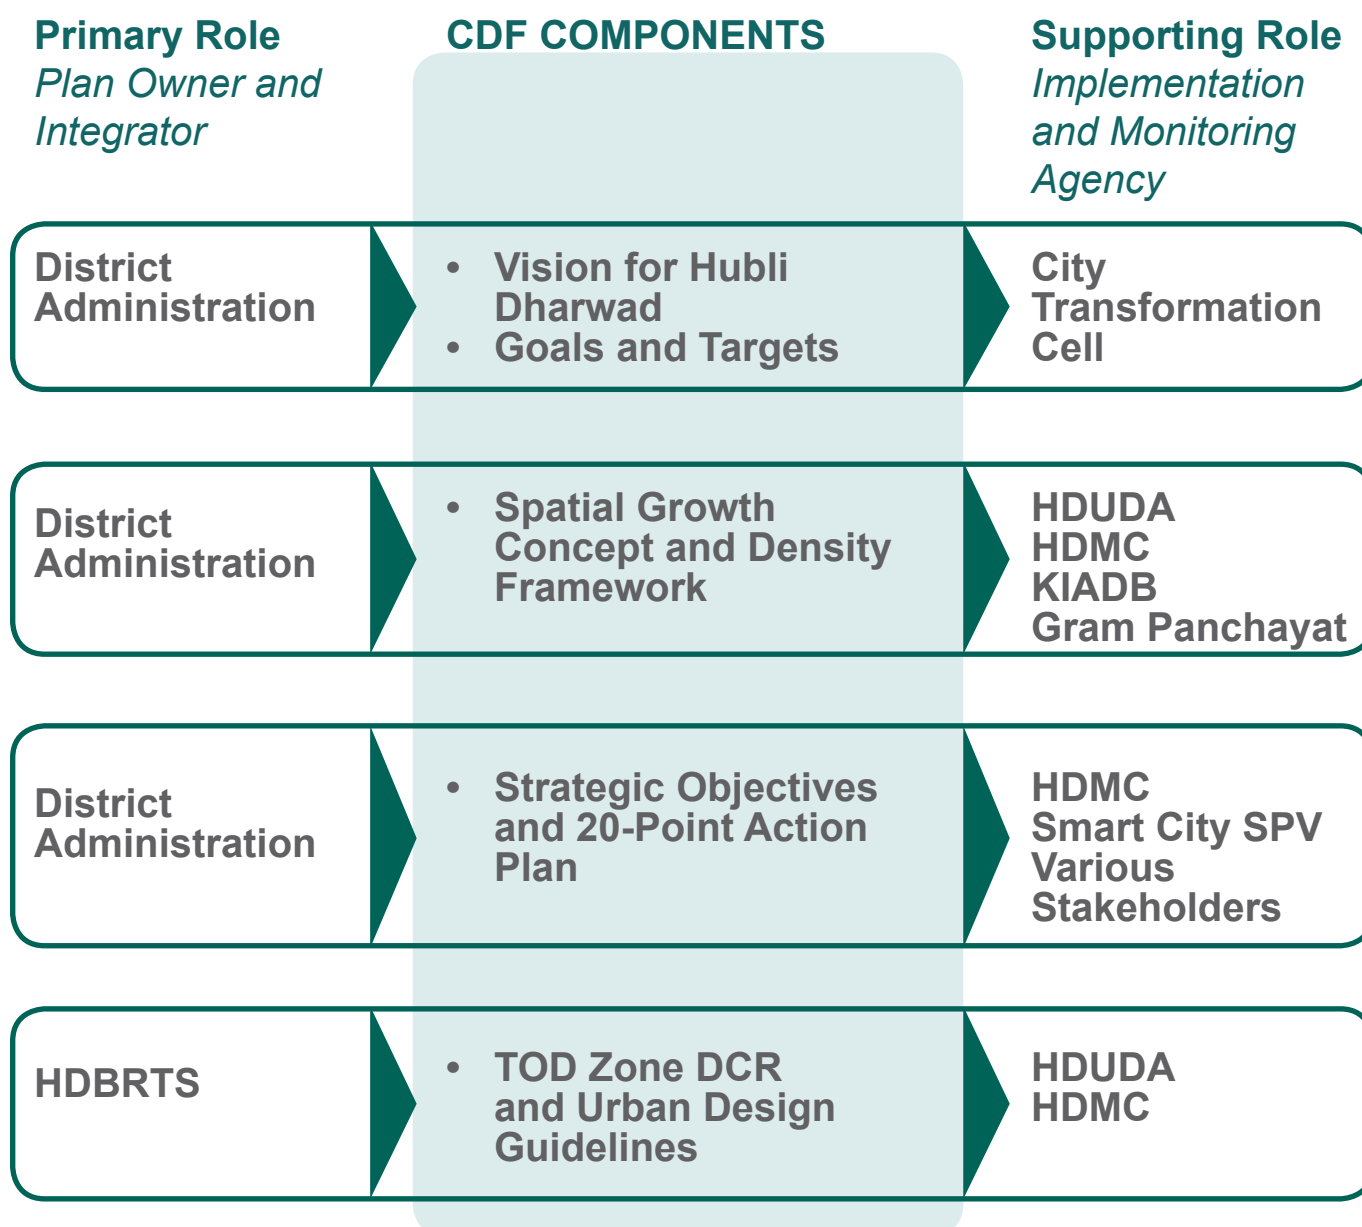 Primary Role
Plan Owner and
Integrator
CDF COMPONENTS
Supporting Role
Implementation
and Monitoring
Agency
District
Administration
• Vision for Hubli
Dharwad
• Goals and Targets
City
Transformation
Cell
District
Administration
• Spatial Growth
Concept and Density
Framework
HDUDA
HDMC
KIADB
Gram Panchayat
District
Administration
• Strategic Objectives
and 20-Point Action
Plan
HDMC
Smart City SPV
Various
Stakeholders
HDBRTS
• TOD Zone DCR
and Urban Design
Guidelines
HDUDA
HDMC